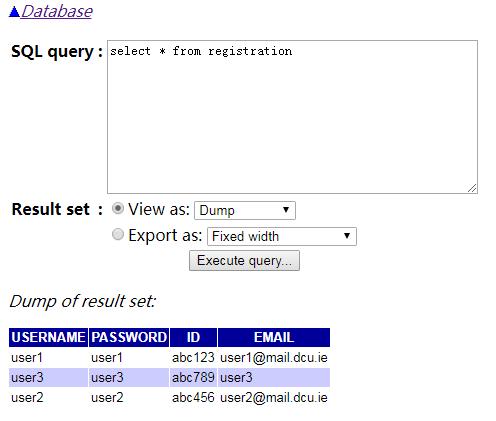 Database
SQL query : select * from registration
Result set : View as: Dump
Export as: Fixed width
Execute query...
Dump of result set:
USERNAME PASSWORD ID EMAIL
user1 user1 abc123 user1@mail.dcu.ie
user3 user3 abc789 user3
user2 user2 abc456 user2@mail.dcu.ie